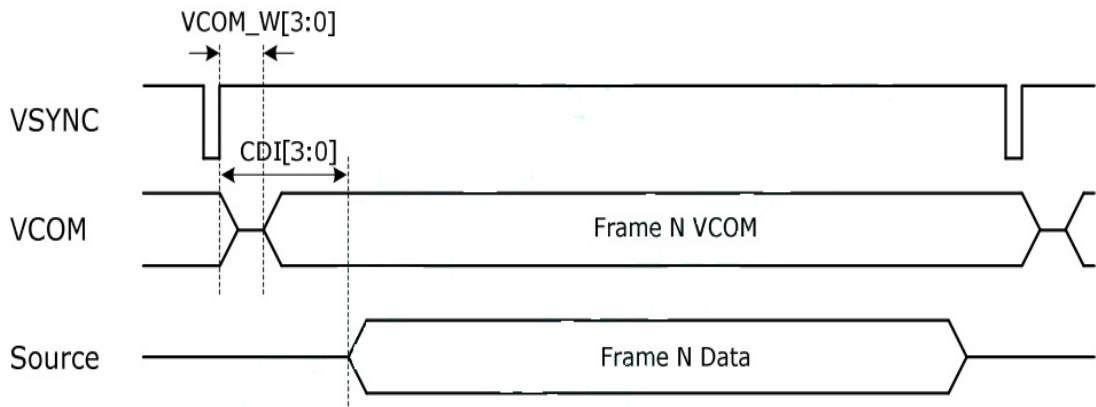 VCOM_W[3:0]
VSYNC
CDI[3:0]
VCOM
Frame N VCOM
Source
Frame N Data